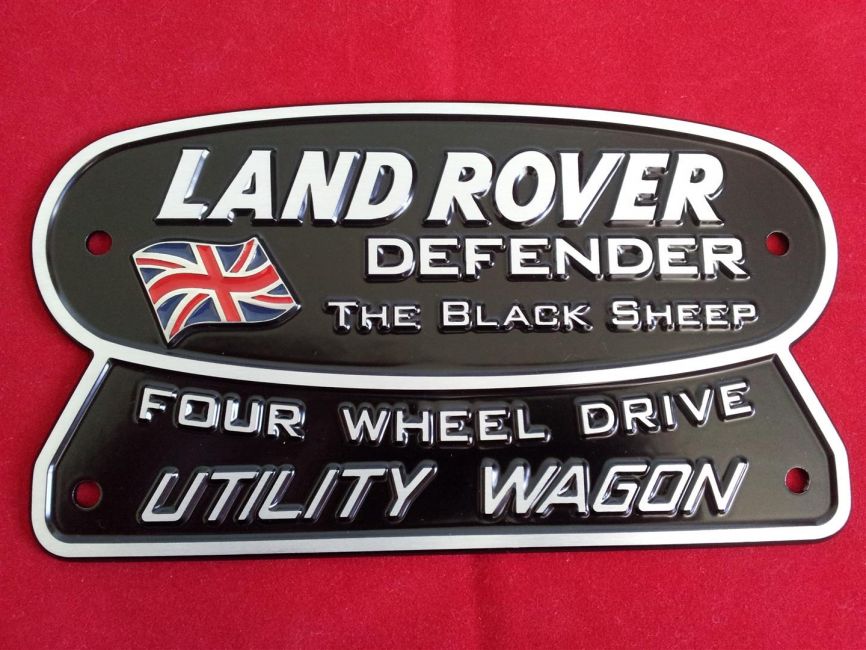 LAND ROVER
DEFENDER
THE BLACK SHEEP
FOUR WHEEL DRIVE
UTILITY WAGON